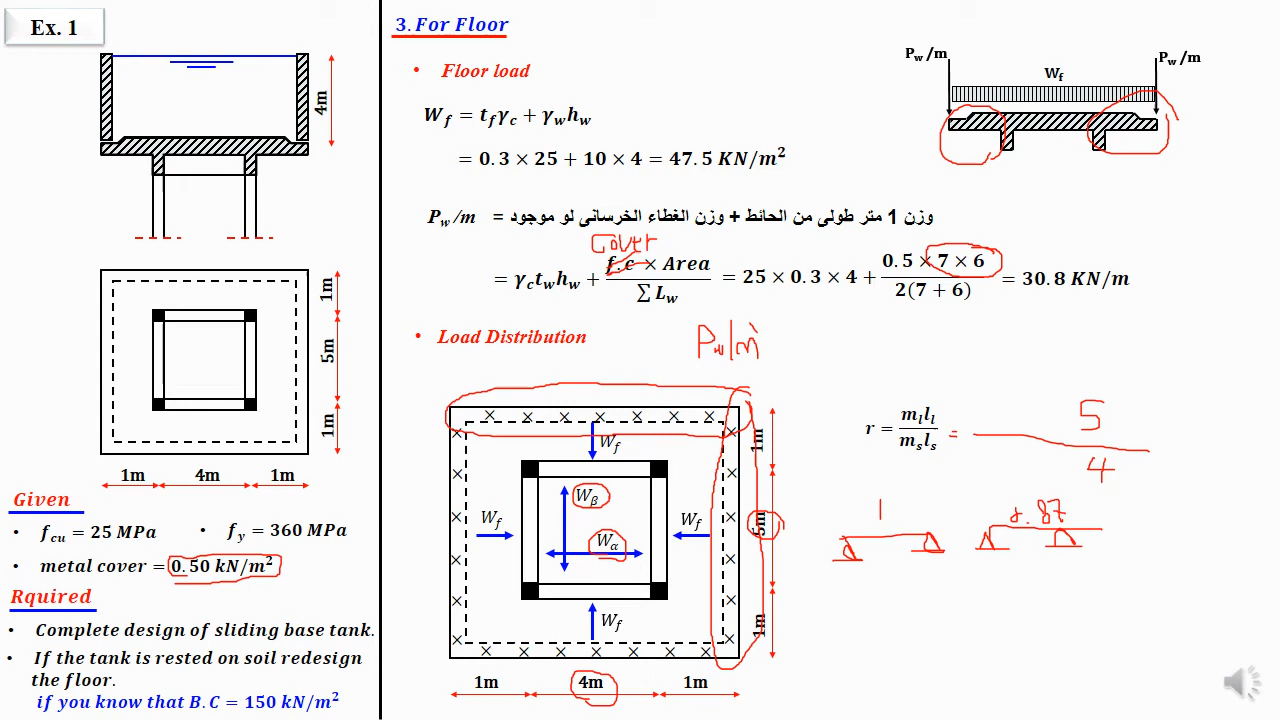 Ex. 1
4m
1m
5m
1m
1m 4m 1m
Given
• f_cu = 25 MPa • f_y = 360 MPa
• metal cover = 0.50 kN/m²
Rquired
• Complete design of sliding base tank.
• If the tank is rested on soil redesign
the floor.
if you know that B.C = 150 kN/m²
3. For Floor
• Floor load
W_f = t_f γ_c + γ_w h_w
= 0.3 × 25 + 10 × 4 = 47.5 KN/m²
P_w/m = وزن 1 متر طولى من الحائط + وزن الغطاء الخرسانى لو موجود
Cover
= γ_c t_w h_w + f.c × Area / ∑ L_w = 25 × 0.3 × 4 + 0.5 × 7 × 6 / 2(7 + 6) = 30.8 KN/m
• Load Distribution
P_w/m
P_w/m W_f P_w/m
W_f
W_β
W_f W_α W_f
W_f
1m
5m
1m
1m 4m 1m
r = m_l l_l / m_s l_s = 5 / 4
1